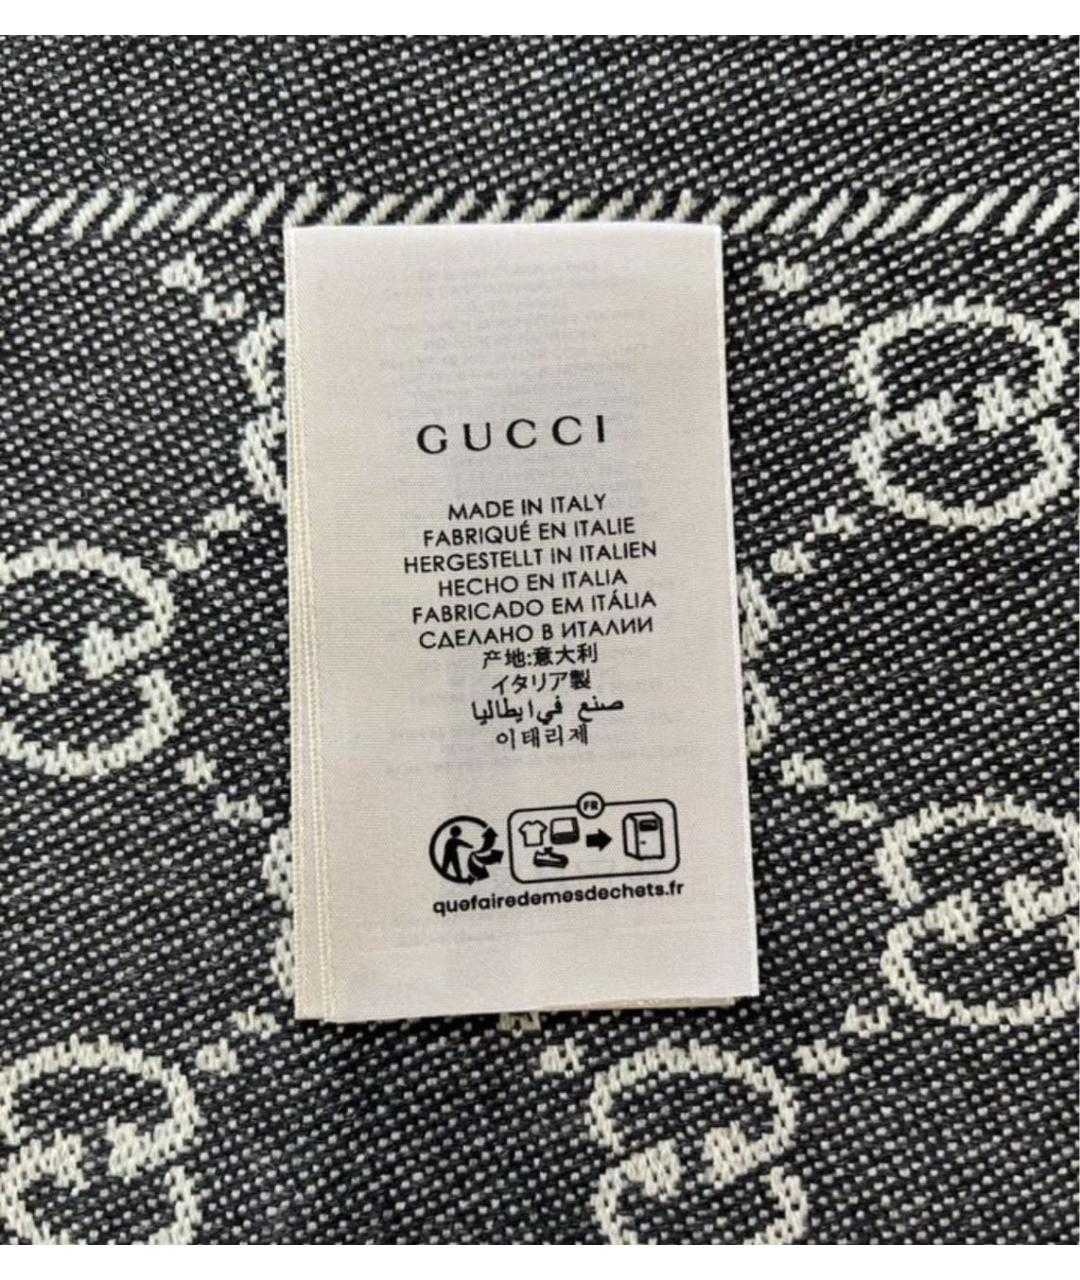 GUCCI
MADE IN ITALY
FABRIQUÉ EN ITALIE
HERGESTELLT IN ITALIEN
HECHO EN ITALIA
FABRICADO EM ITÁLIA
СДЕЛАНО В ИТАЛИИ
产地:意大利
イタリア製
صنع في ايطاليا
이태리제
FR
quefairedemesdechets.fr